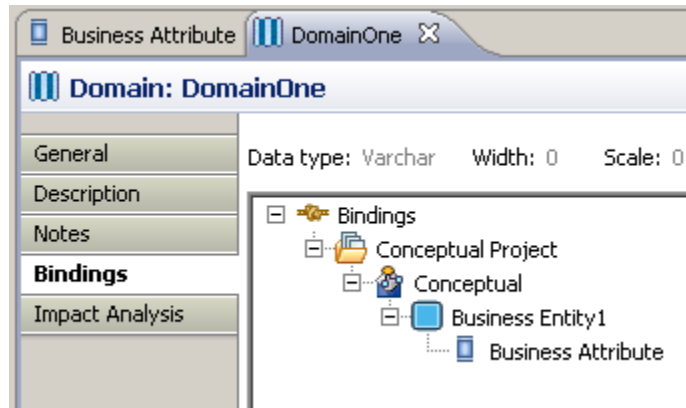 Business Attribute DomainOne
Domain: DomainOne
General
Description
Notes
Bindings
Impact Analysis
Data type: Varchar Width: 0 Scale: 0
Bindings
Conceptual Project
Conceptual
Business Entity1
Business Attribute